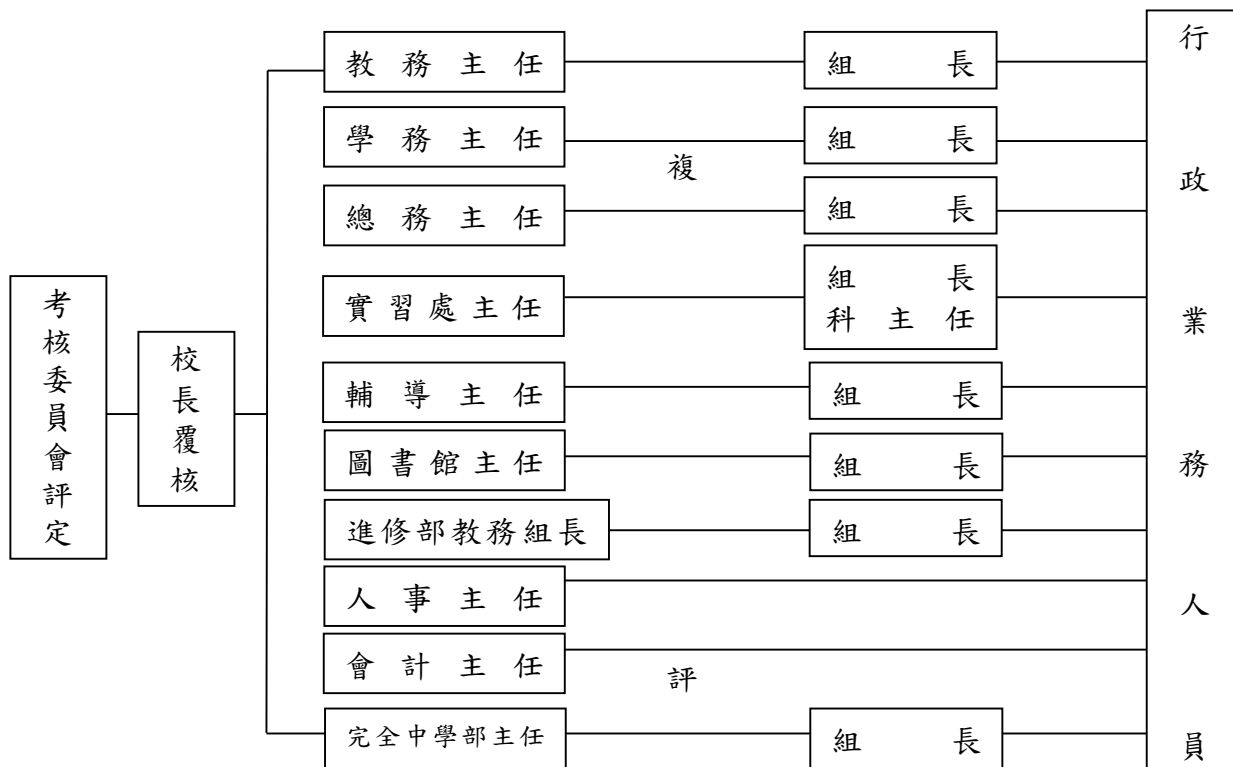 考核委員會評定
校長覆核
教務主任
學務主任
總務主任
實習處主任
輔導主任
圖書館主任
進修部教務組長
人事主任
會計主任
完全中學部主任
複評
組長
組長
組長
組長
科主任
組長
組長
組長
組長
行政業務人員